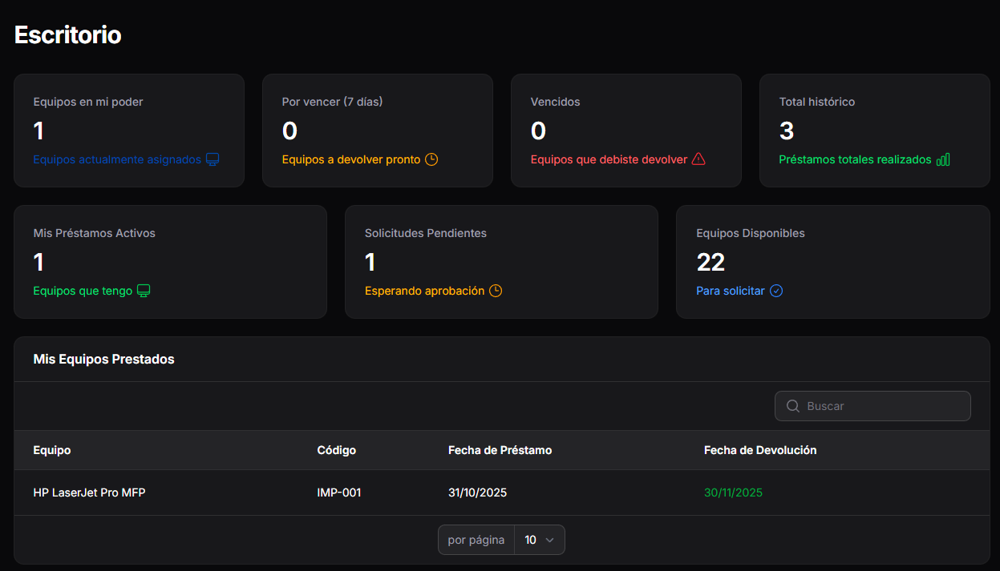 Escritorio
Equipos en mi poder
1
Equipos actualmente asignados
Por vencer (7 días)
0
Equipos a devolver pronto
Vencidos
0
Equipos que debiste devolver
Total histórico
3
Préstamos totales realizados
Mis Préstamos Activos
1
Equipos que tengo
Solicitudes Pendientes
1
Esperando aprobación
Equipos Disponibles
22
Para solicitar
Mis Equipos Prestados
Buscar
Equipo Código Fecha de Préstamo Fecha de Devolución
HP LaserJet Pro MFP IMP-001 31/10/2025 30/11/2025
por página 10